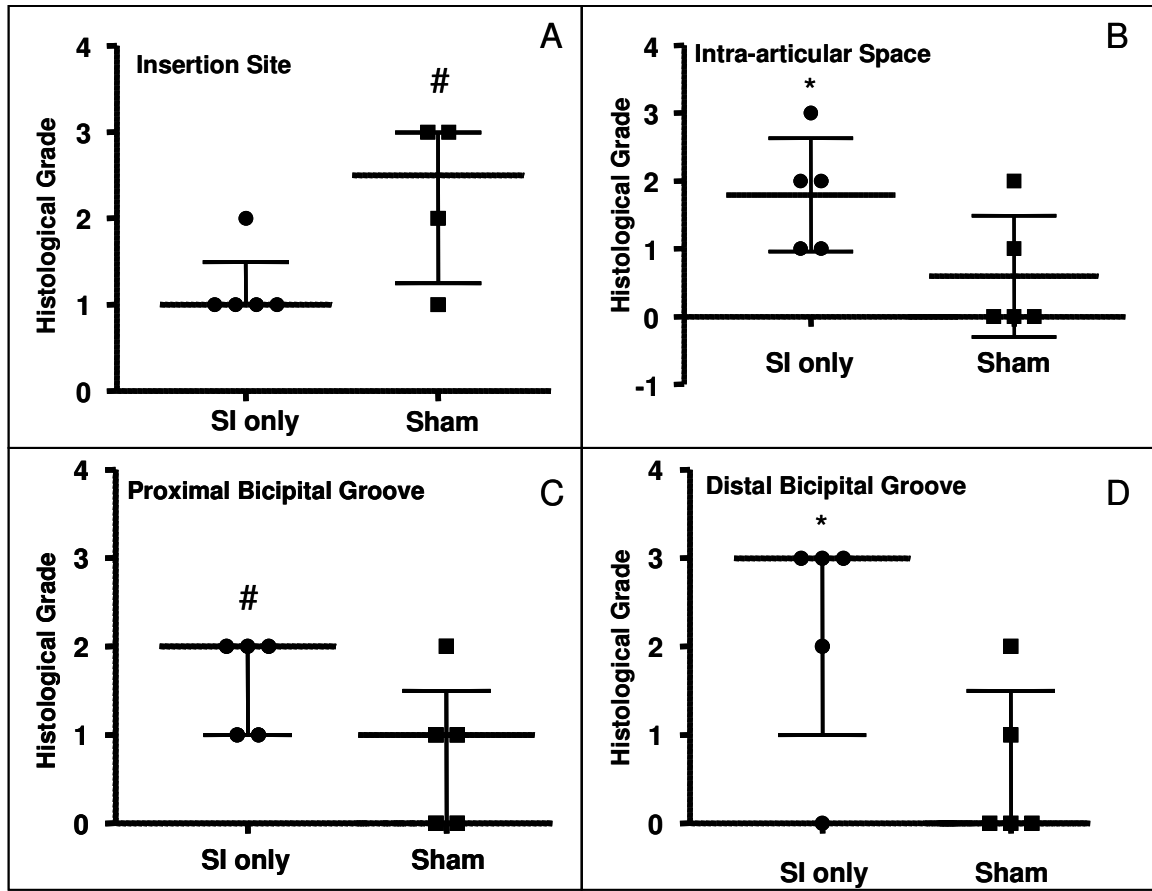 A
Insertion Site
#
Histological Grade
4
3
2
1
0
SI only
Sham
B
Intra-articular Space
*
Histological Grade
4
3
2
1
0
-1
SI only
Sham
C
Proximal Bicipital Groove
#
Histological Grade
4
3
2
1
0
SI only
Sham
D
Distal Bicipital Groove
*
Histological Grade
4
3
2
1
0
SI only
Sham